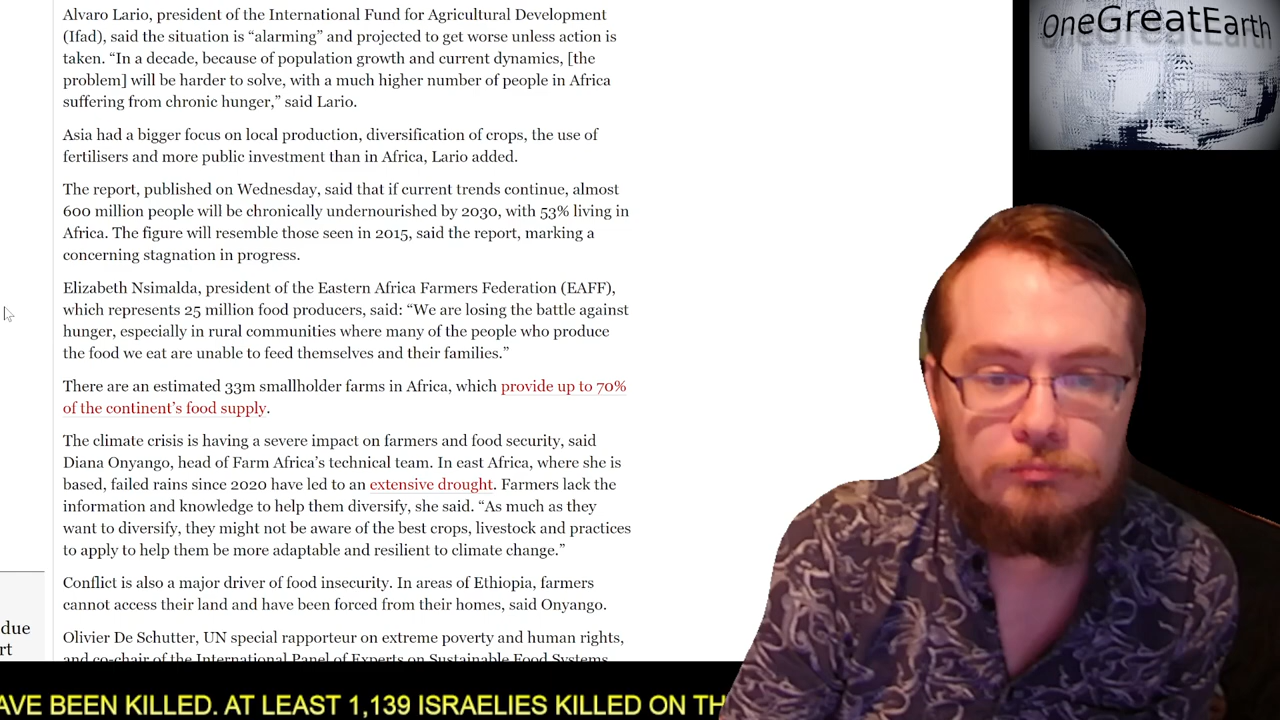 Alvaro Lario, president of the International Fund for Agricultural Development
(Ifad), said the situation is “alarming” and projected to get worse unless action is
taken. “In a decade, because of population growth and current dynamics, [the
problem] will be harder to solve, with a much higher number of people in Africa
suffering from chronic hunger,” said Lario.
Asia had a bigger focus on local production, diversification of crops, the use of
fertilisers and more public investment than in Africa, Lario added.
The report, published on Wednesday, said that if current trends continue, almost
600 million people will be chronically undernourished by 2030, with 53% living in
Africa. The figure will resemble those seen in 2015, said the report, marking a
concerning stagnation in progress.
Elizabeth Nsimalda, president of the Eastern Africa Farmers Federation (EAFF),
which represents 25 million food producers, said: “We are losing the battle against
hunger, especially in rural communities where many of the people who produce
the food we eat are unable to feed themselves and their families.”
There are an estimated 33m smallholder farms in Africa, which provide up to 70%
of the continent’s food supply.
The climate crisis is having a severe impact on farmers and food security, said
Diana Onyango, head of Farm Africa’s technical team. In east Africa, where she is
based, failed rains since 2020 have led to an extensive drought. Farmers lack the
information and knowledge to help them diversify, she said. “As much as they
want to diversify, they might not be aware of the best crops, livestock and practices
to apply to help them be more adaptable and resilient to climate change.”
Conflict is also a major driver of food insecurity. In areas of Ethiopia, farmers
cannot access their land and have been forced from their homes, said Onyango.
Olivier De Schutter, UN special rapporteur on extreme poverty and human rights,
and co-chair of the International Panel of Experts on Sustainable Food Systems
due
rt
OneGreatEarth
AVE BEEN KILLED. AT LEAST 1,139 ISRAELIES KILLED ON TH